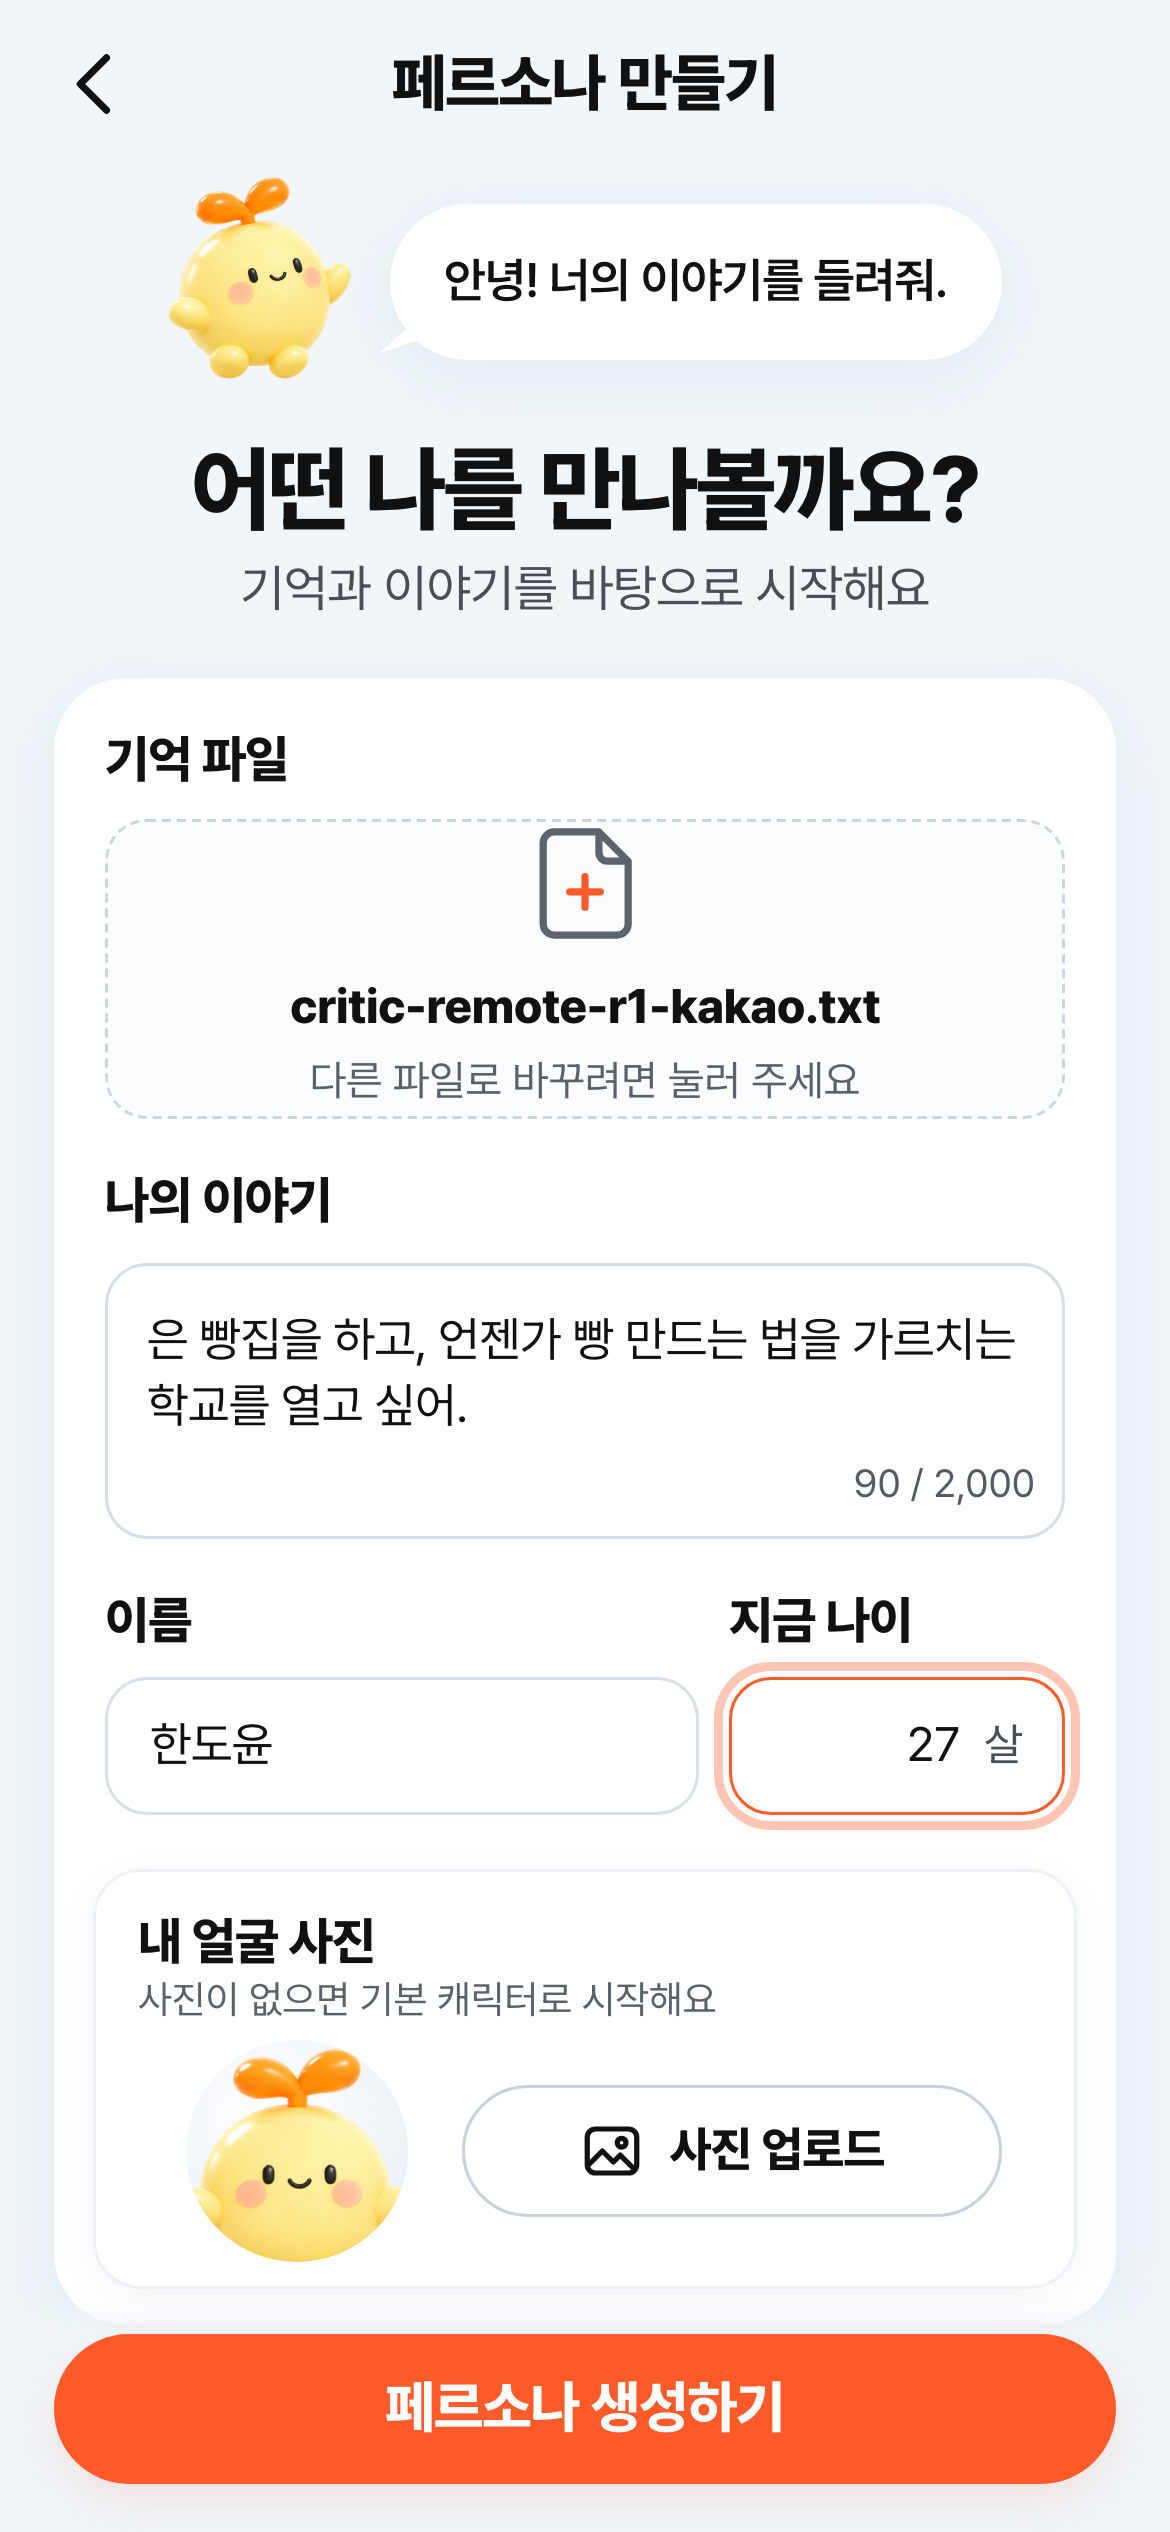 페르소나 만들기
안녕! 너의 이야기를 들려줘.
어떤 나를 만나볼까요?
기억과 이야기를 바탕으로 시작해요
기억 파일
critic-remote-r1-kakao.txt
다른 파일로 바꾸려면 눌러 주세요
나의 이야기
은 빵집을 하고, 언젠가 빵 만드는 법을 가르치는
학교를 열고 싶어.
90 / 2,000
이름
지금 나이
한도윤
27 살
내 얼굴 사진
사진이 없으면 기본 캐릭터로 시작해요
사진 업로드
페르소나 생성하기